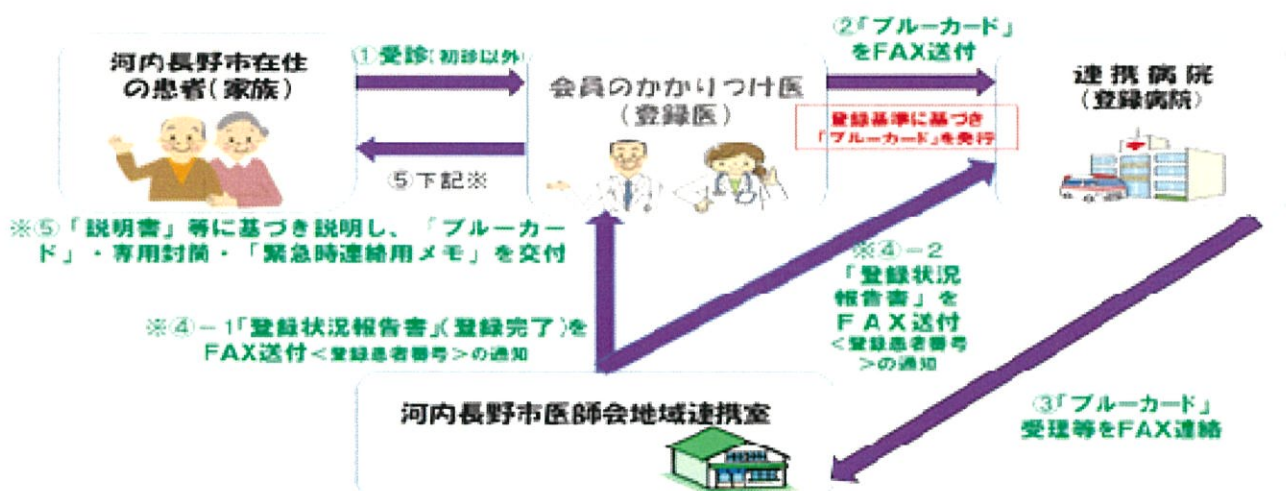 河内長野市在住
の患者(家族)
①受診(初診以外)
⑤下記※
会員のかかりつけ医
(登録医)
②「ブルーカード」
をFAX送付
登録基準に基づき
「ブルーカード」を発行
連携病院
(登録病院)
※⑤「説明書」等に基づき説明し、「ブルーカー
ド」・専用封筒・「緊急時連絡用メモ」を交付
※④-1「登録状況報告書」(登録完了)を
FAX送付<登録患者番号>の通知
※④-2
「登録状況
報告書」を
FAX送付
<登録患者番号
>の通知
③「ブルーカード」
受理等をFAX連絡
河内長野市医師会地域連携室